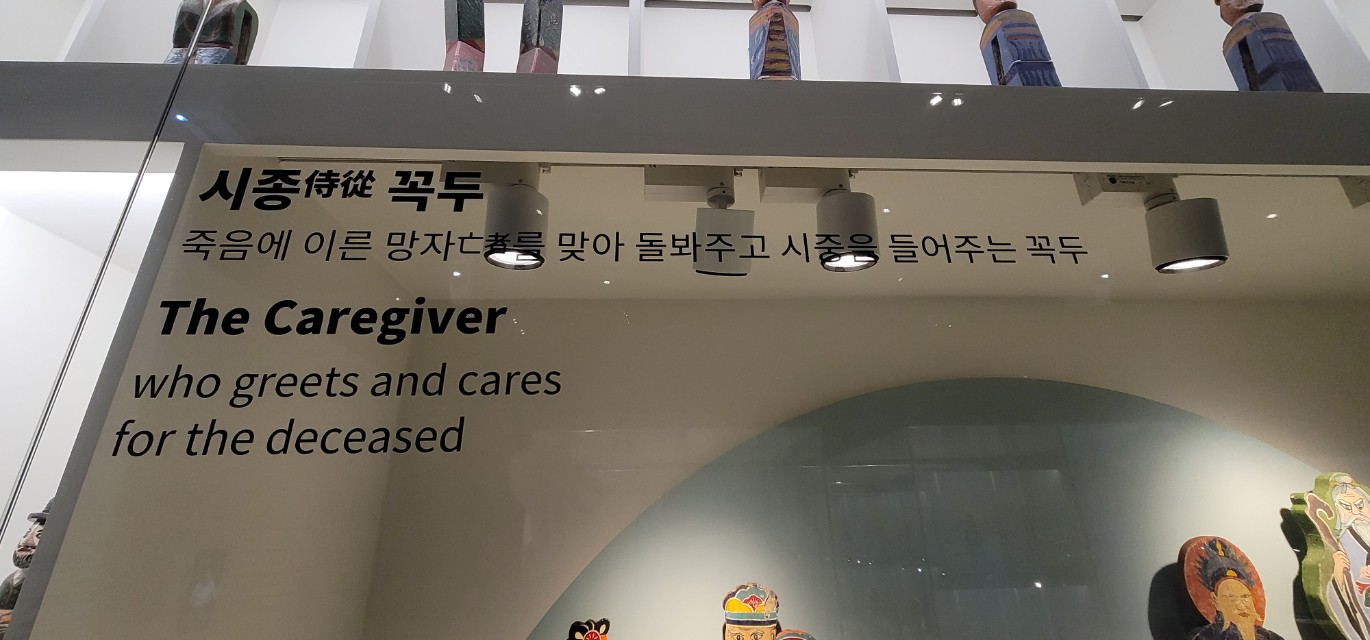 시종侍從 꼭두
죽음에 이른 망자亡者를 맞아 돌봐주고 시중을 들어주는 꼭두
The Caregiver
who greets and cares
for the deceased